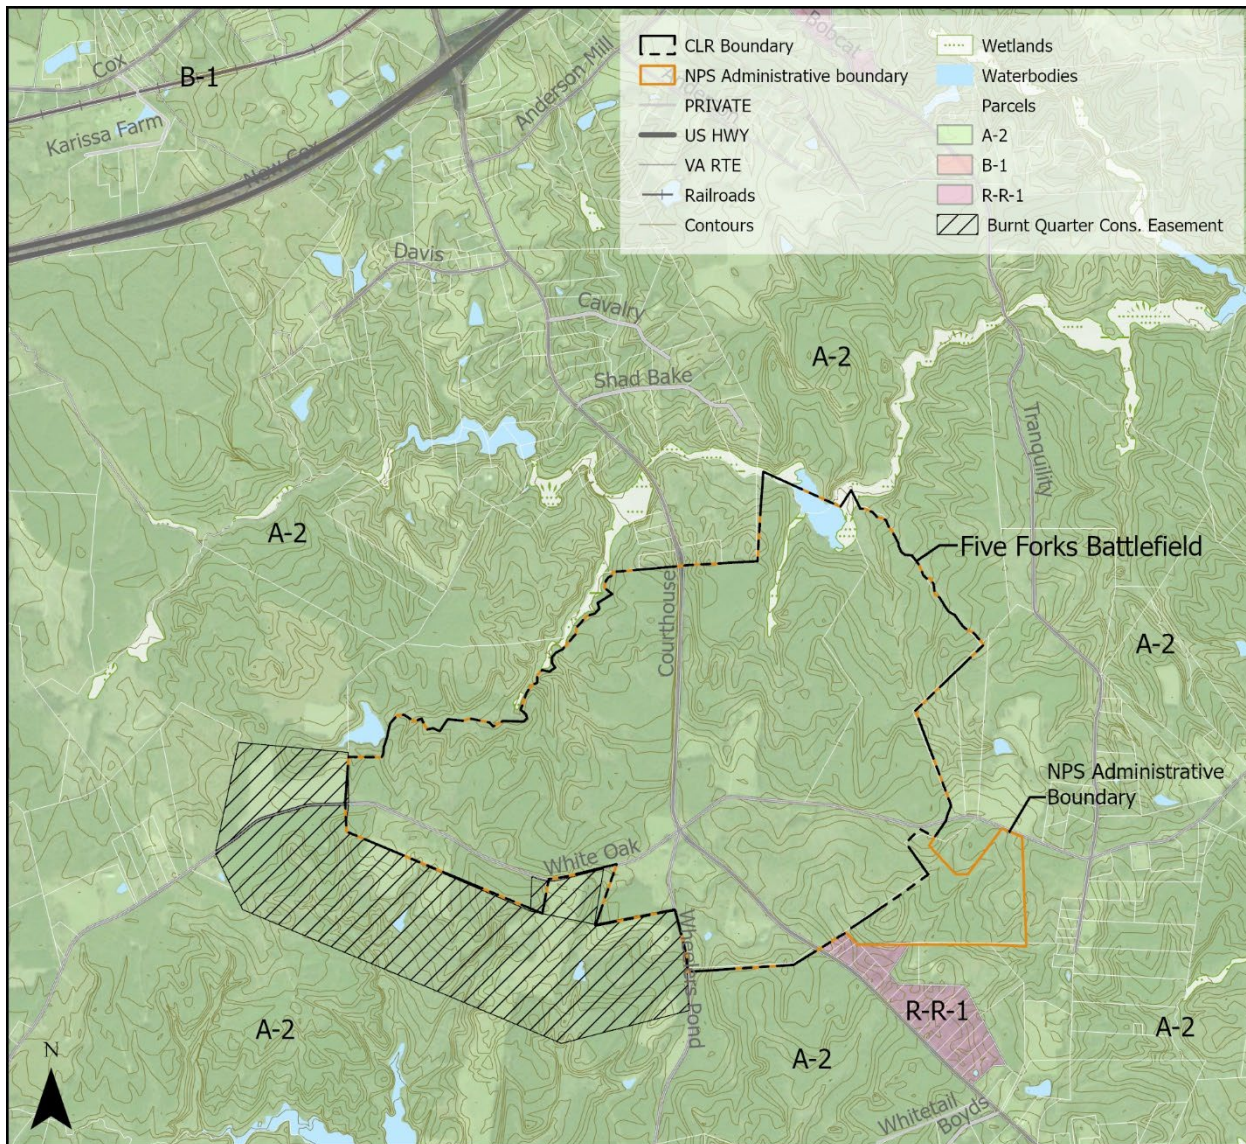 CLR Boundary
NPS Administrative boundary
PRIVATE
US HWY
VA RTE
Railroads
Contours
Wetlands
Waterbodies
Parcels
A-2
B-1
R-R-1
Burnt Quarter Cons. Easement
Bobcat
Cox
B-1
Anderson Mill
Karissa Farm
New Cox
Davis
Cavalry
A-2
Shad Bake
Tranquility
A-2
Five Forks Battlefield
Courthouse
A-2
NPS Administrative
Boundary
White Oak
Wheelers Pond
R-R-1
A-2
A-2
A-2
N
Whitetail
Boyds